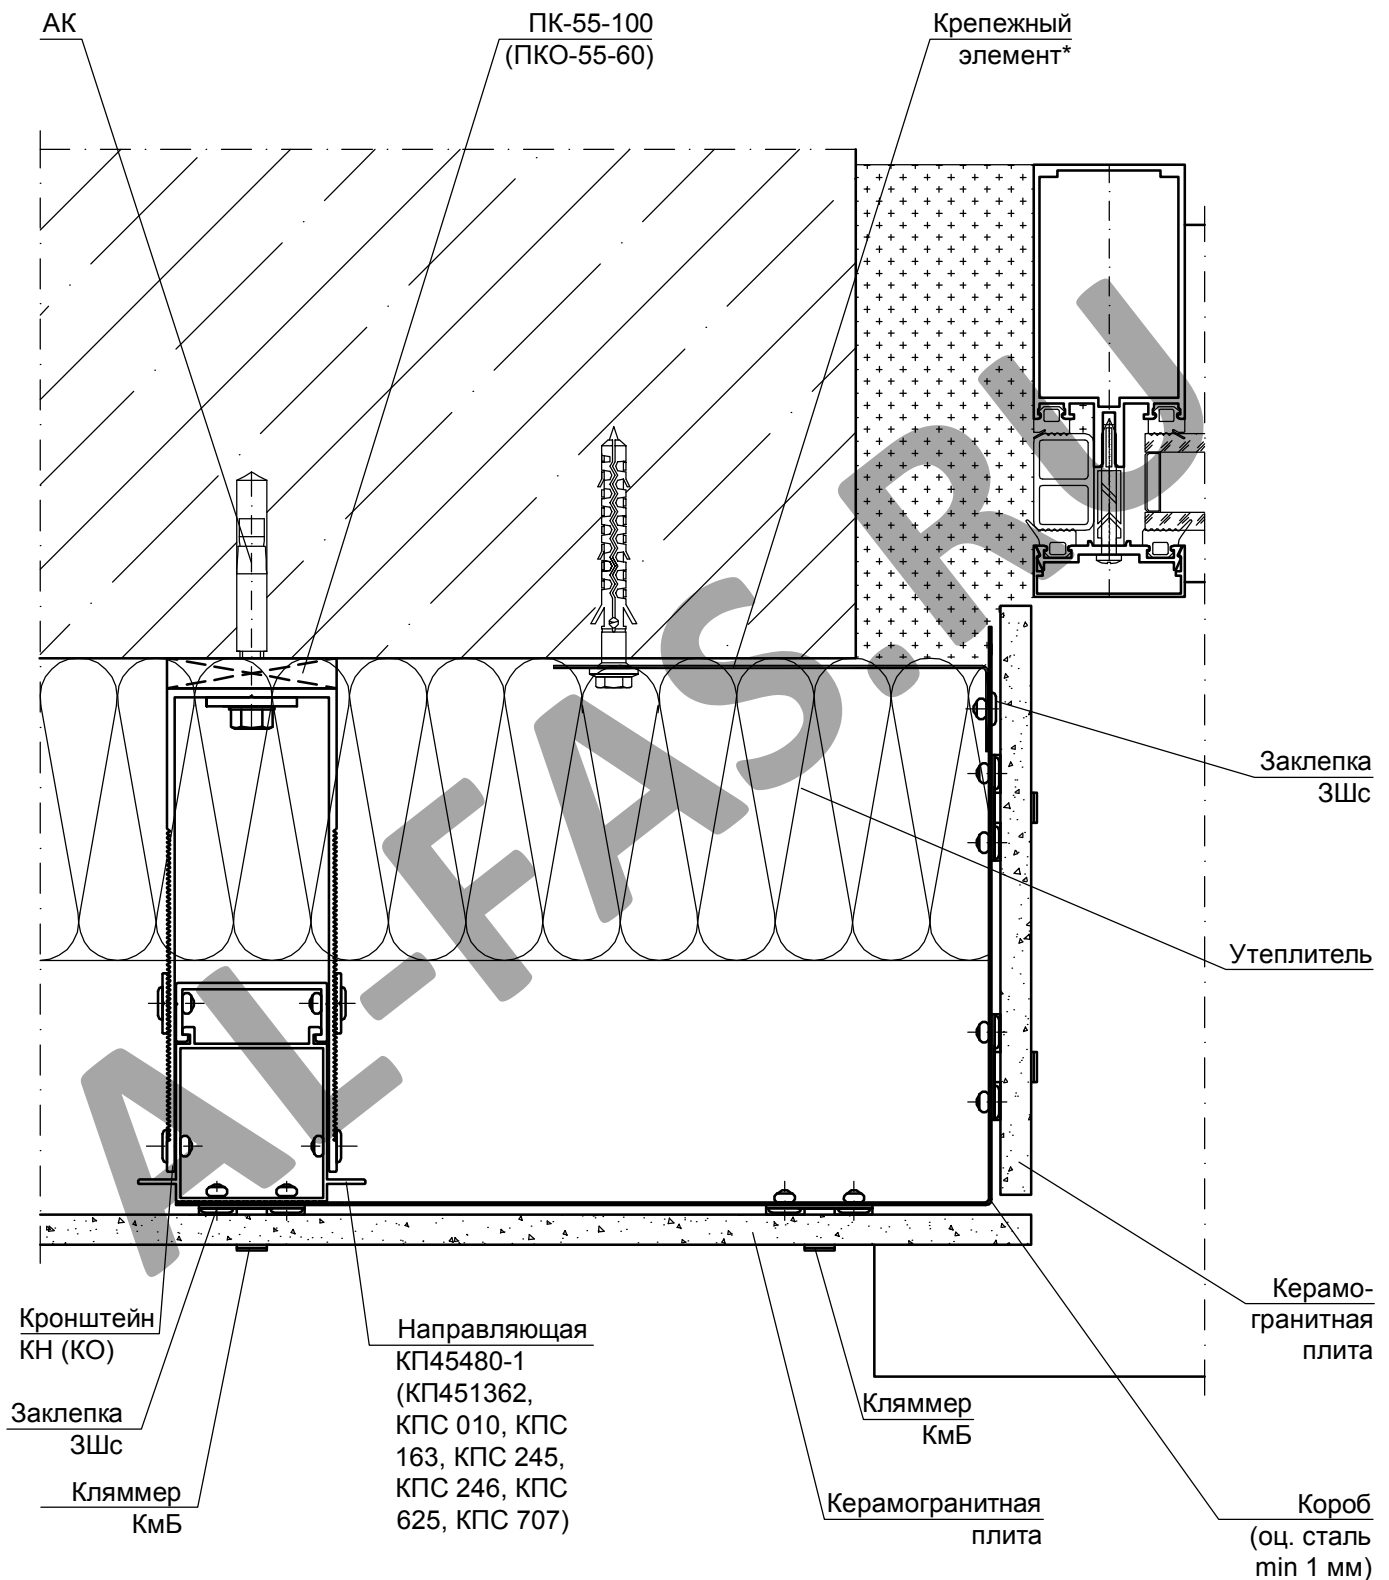 АК
ПК-55-100
(ПКО-55-60)
Крепежный
элемент*
Заклепка
ЗШс
Утеплитель
AL-FAS.RU
Кронштейн
КН (КО)
Заклепка
ЗШс
Кляммер
КмБ
Направляющая
КП45480-1
(КП451362,
КПС 010, КПС
163, КПС 245,
КПС 246, КПС
625, КПС 707)
Кляммер
КмБ
Керамогранитная
плита
Керамо-
гранитная
плита
Короб
(оц. сталь
min 1 мм)